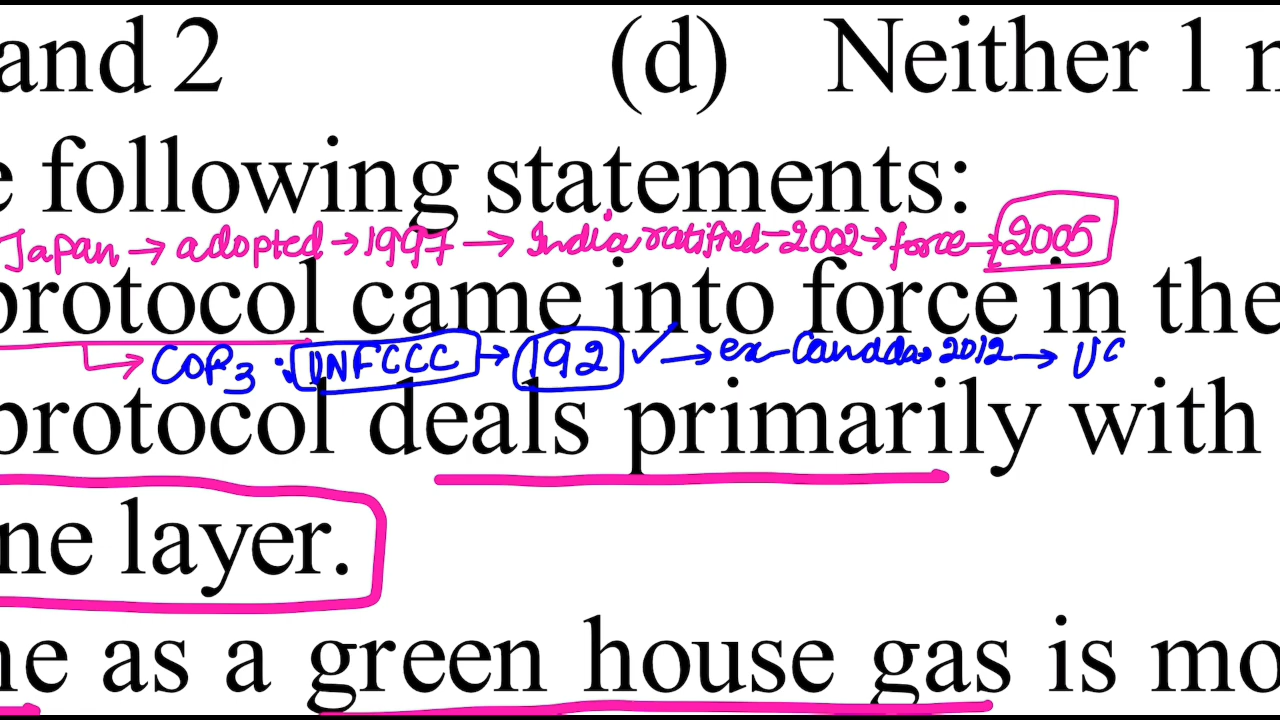 and 2 (d) Neither 1 n
e following statements:
Japan → adopted → 1997 → India ratified - 2002 → force → 2005
protocol came into force in the
→ COP3 : UNFCCC → 192 ✓ → ex- Canada → 2012 →
protocol deals primarily with
ne layer.
ne as a green house gas is mo